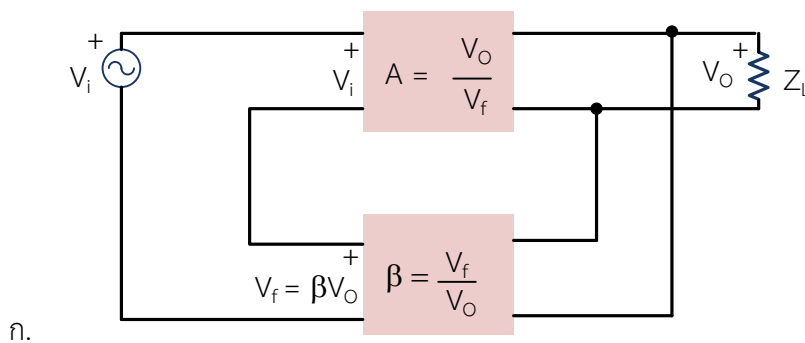 +
V_i
+
V_i
A = V_O / V_f
+
V_O
Z_L
+
V_f = βV_O
β = V_f / V_O
ก.